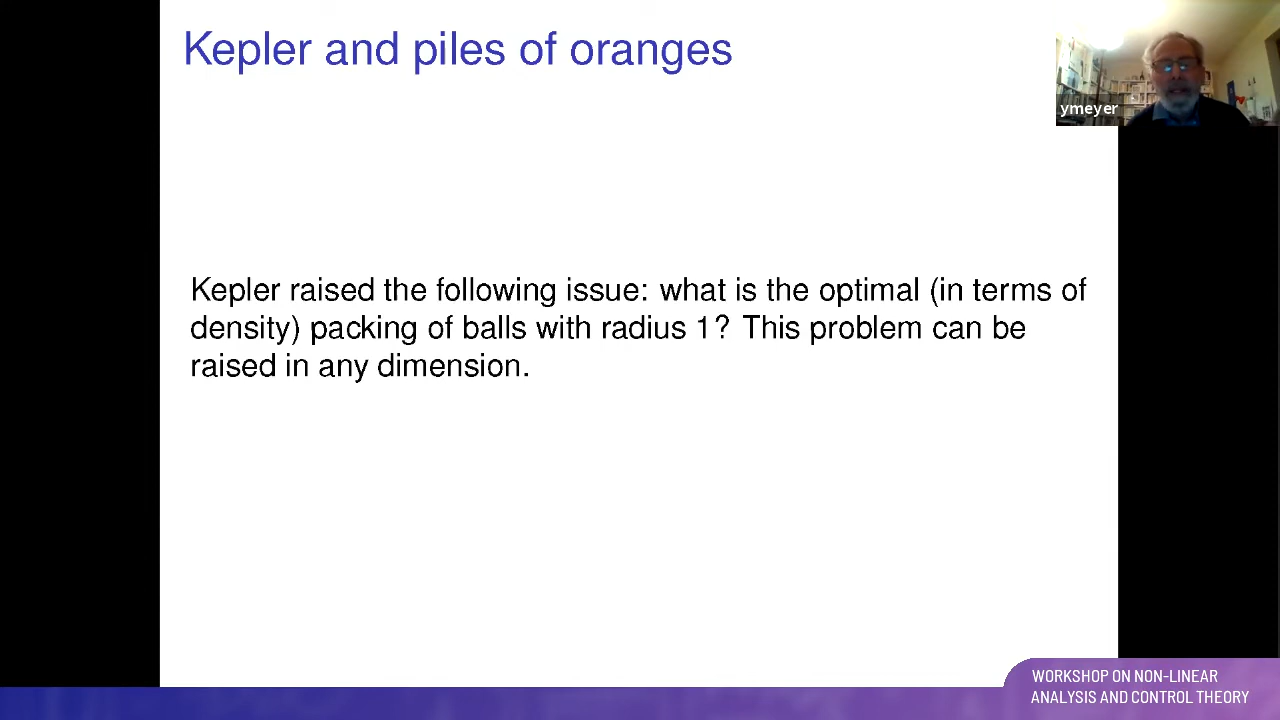 Kepler and piles of oranges
ymeyer
Kepler raised the following issue: what is the optimal (in terms of
density) packing of balls with radius 1? This problem can be
raised in any dimension.
WORKSHOP ON NON-LINEAR
ANALYSIS AND CONTROL THEORY